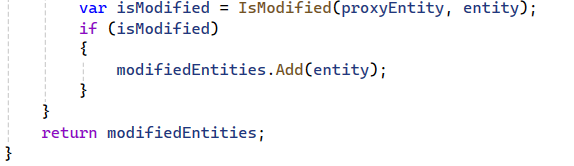 var isModified = IsModified(proxyEntity, entity);
if (isModified)
{
modifiedEntities.Add(entity);
}
}
return modifiedEntities;
}